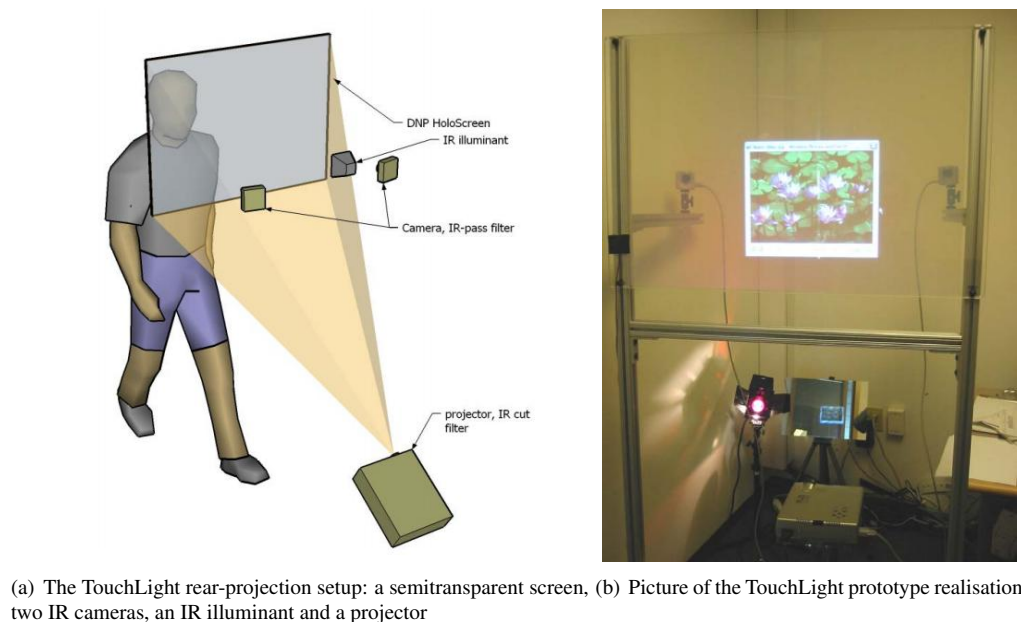 DNP HoloScreen
IR illuminant
Camera, IR-pass filter
projector, IR cut
filter
(a) The TouchLight rear-projection setup: a semitransparent screen,
two IR cameras, an IR illuminant and a projector
(b) Picture of the TouchLight prototype realisation